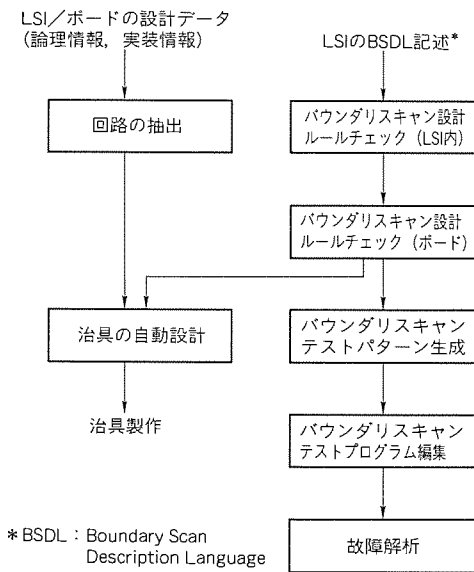 LSI／ボードの設計データ
(論理情報, 実装情報)
LSIのBSDL記述*
回路の抽出
バウンダリスキャン設計
ルールチェック (LSI内)
バウンダリスキャン設計
ルールチェック (ボード)
治具の自動設計
バウンダリスキャン
テストパターン生成
治具製作
バウンダリスキャン
テストプログラム編集
故障解析
*BSDL：Boundary Scan
Description Language